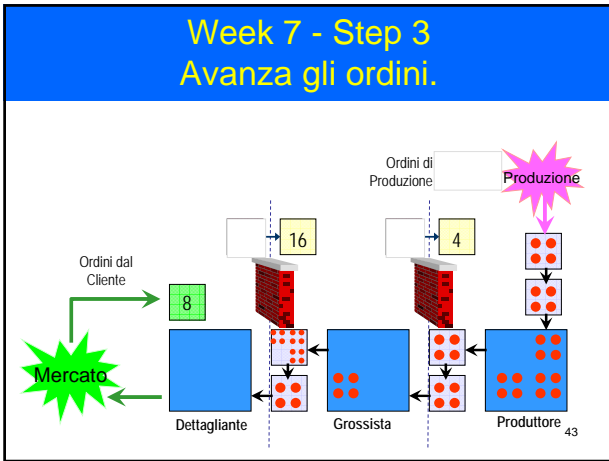 Week 7 - Step 3
Avanza gli ordini.
Ordini di
Produzione
Produzione
16
4
Ordini dal
Cliente
8
Mercato
Dettagliante
Grossista
Produttore
43